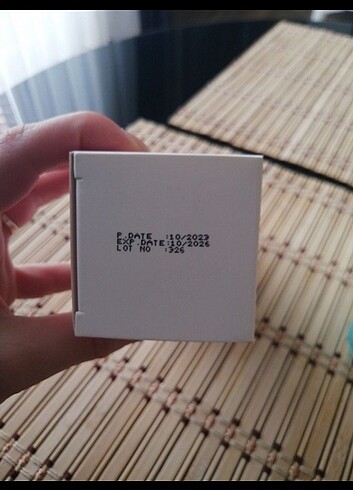 P.DATE :10/2023
EXP.DATE:10/2026
LOT NO :326